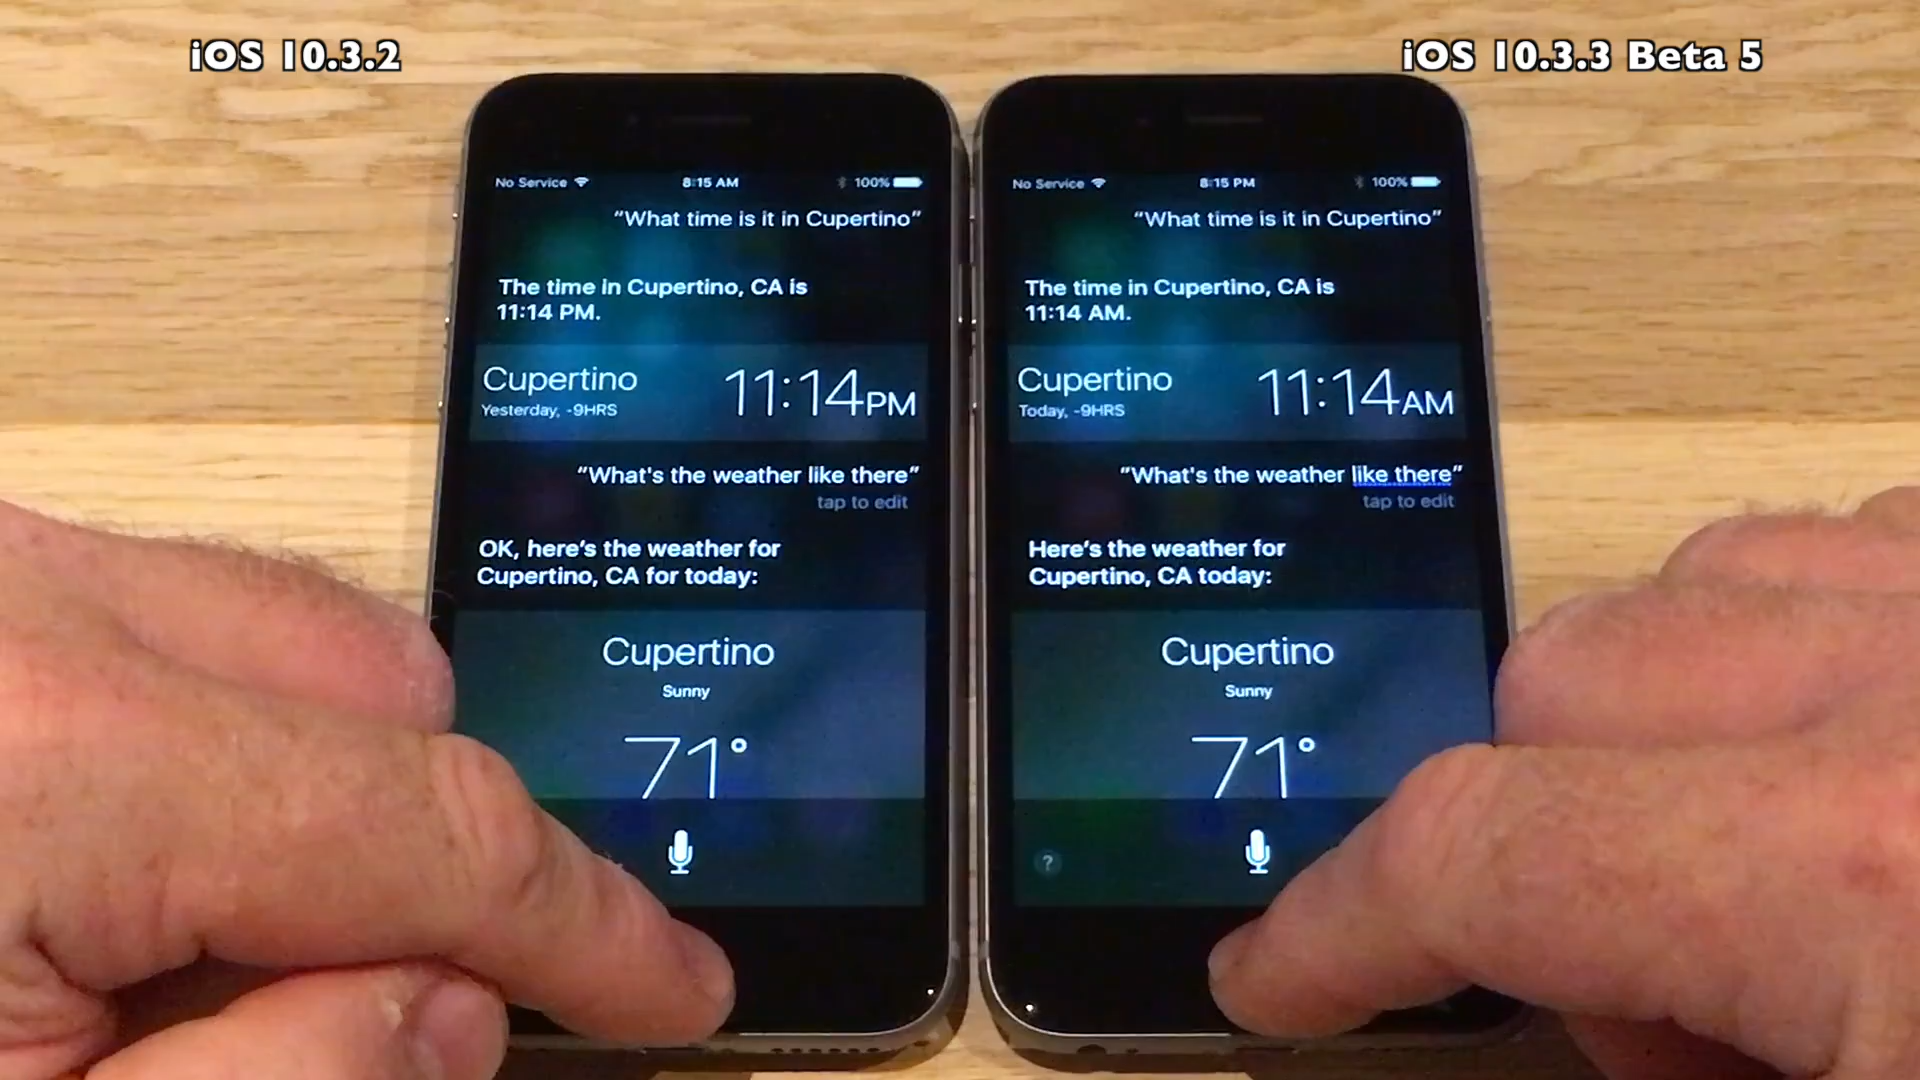 iOS 10.3.2
iOS 10.3.3 Beta 5
No Service 8:15 AM 100%
“What time is it in Cupertino”
The time in Cupertino, CA is
11:14 PM.
Cupertino
Yesterday, -9HRS
11:14PM
“What's the weather like there”
tap to edit
OK, here’s the weather for
Cupertino, CA for today:
Cupertino
Sunny
71°
No Service 8:15 PM 100%
“What time is it in Cupertino”
The time in Cupertino, CA is
11:14 AM.
Cupertino
Today, -9HRS
11:14AM
“What's the weather like there”
tap to edit
Here’s the weather for
Cupertino, CA today:
Cupertino
Sunny
71°
?